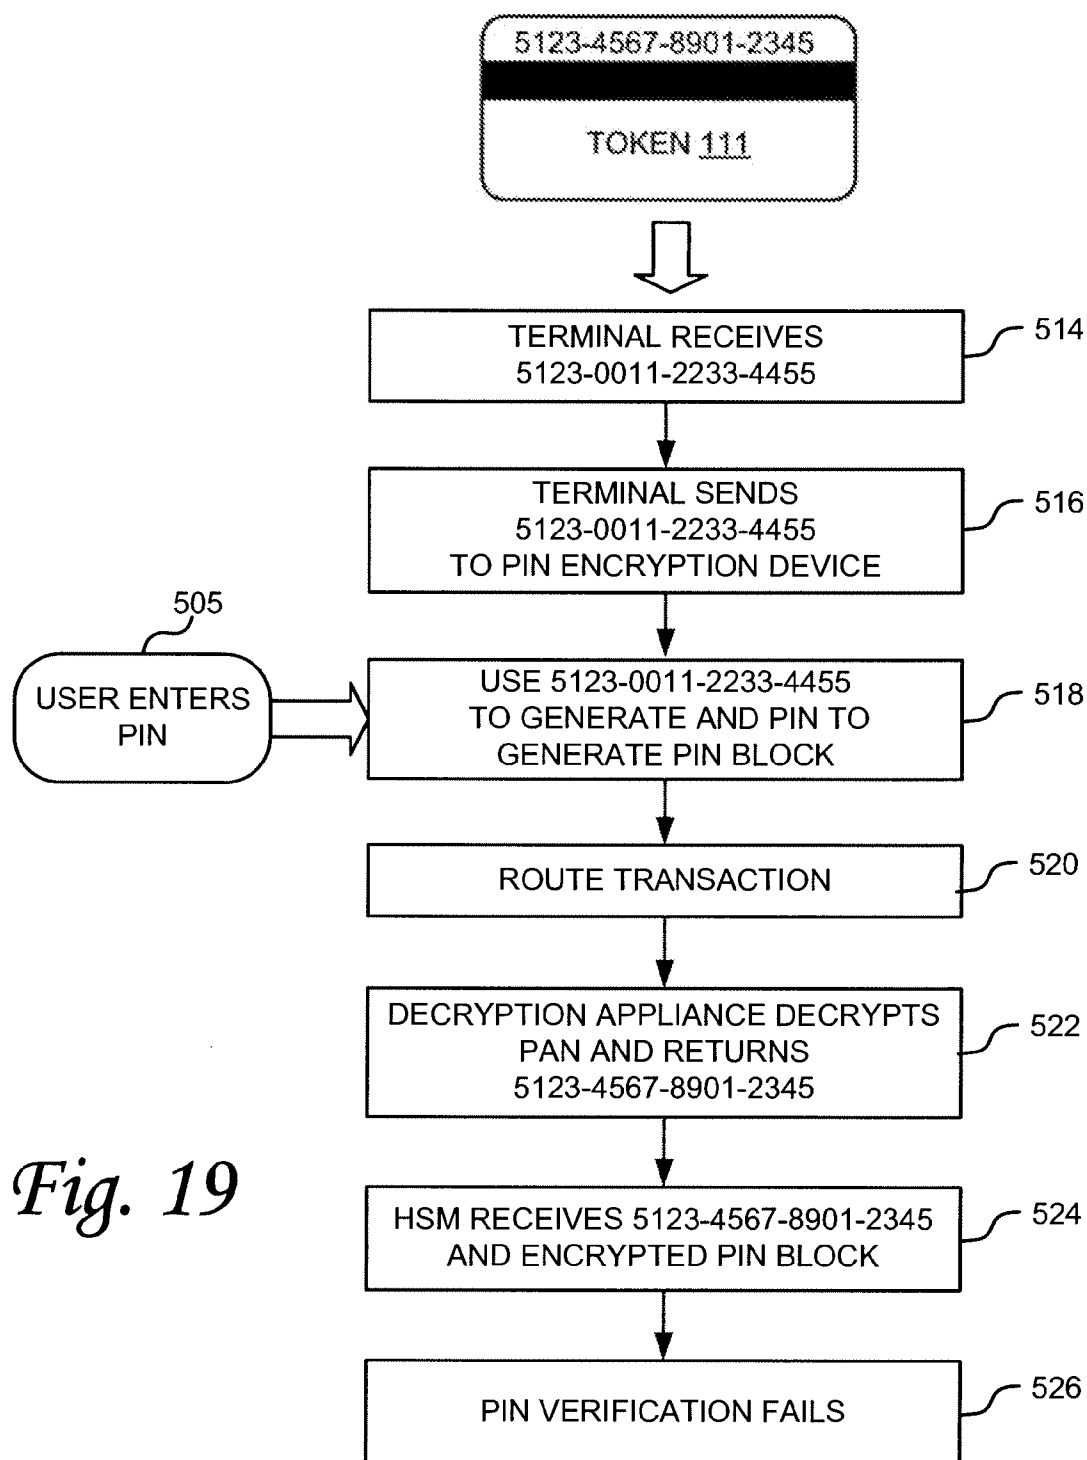 5123-4567-8901-2345
TOKEN 111
TERMINAL RECEIVES
5123-0011-2233-4455
514
TERMINAL SENDS
5123-0011-2233-4455
TO PIN ENCRYPTION DEVICE
516
505
USER ENTERS
PIN
USE 5123-0011-2233-4455
TO GENERATE AND PIN TO
GENERATE PIN BLOCK
518
ROUTE TRANSACTION
520
DECRYPTION APPLIANCE DECRYPTS
PAN AND RETURNS
5123-4567-8901-2345
522
Fig. 19
HSM RECEIVES 5123-4567-8901-2345
AND ENCRYPTED PIN BLOCK
524
PIN VERIFICATION FAILS
526